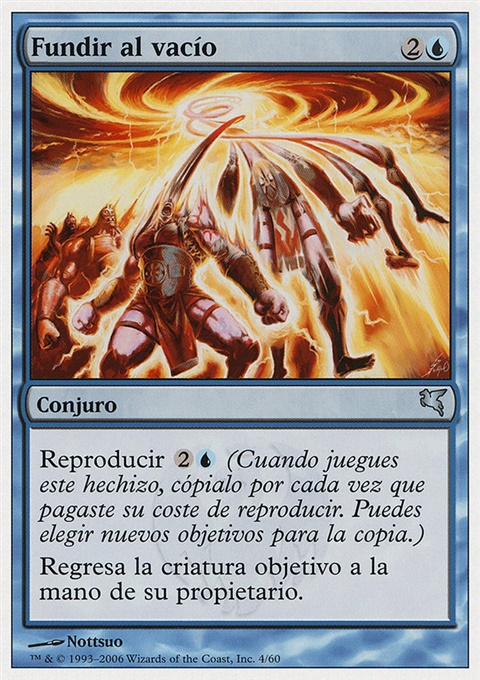 Fundir al vacío 2
Conjuro
Reproducir 2 (Cuando juegues
este hechizo, cópialo por cada vez que
pagaste su coste de reproducir. Puedes
elegir nuevos objetivos para la copia.)
Regresa la criatura objetivo a la
mano de su propietario.
Nottsuo
™ & © 1993–2006 Wizards of the Coast, Inc. 4/60